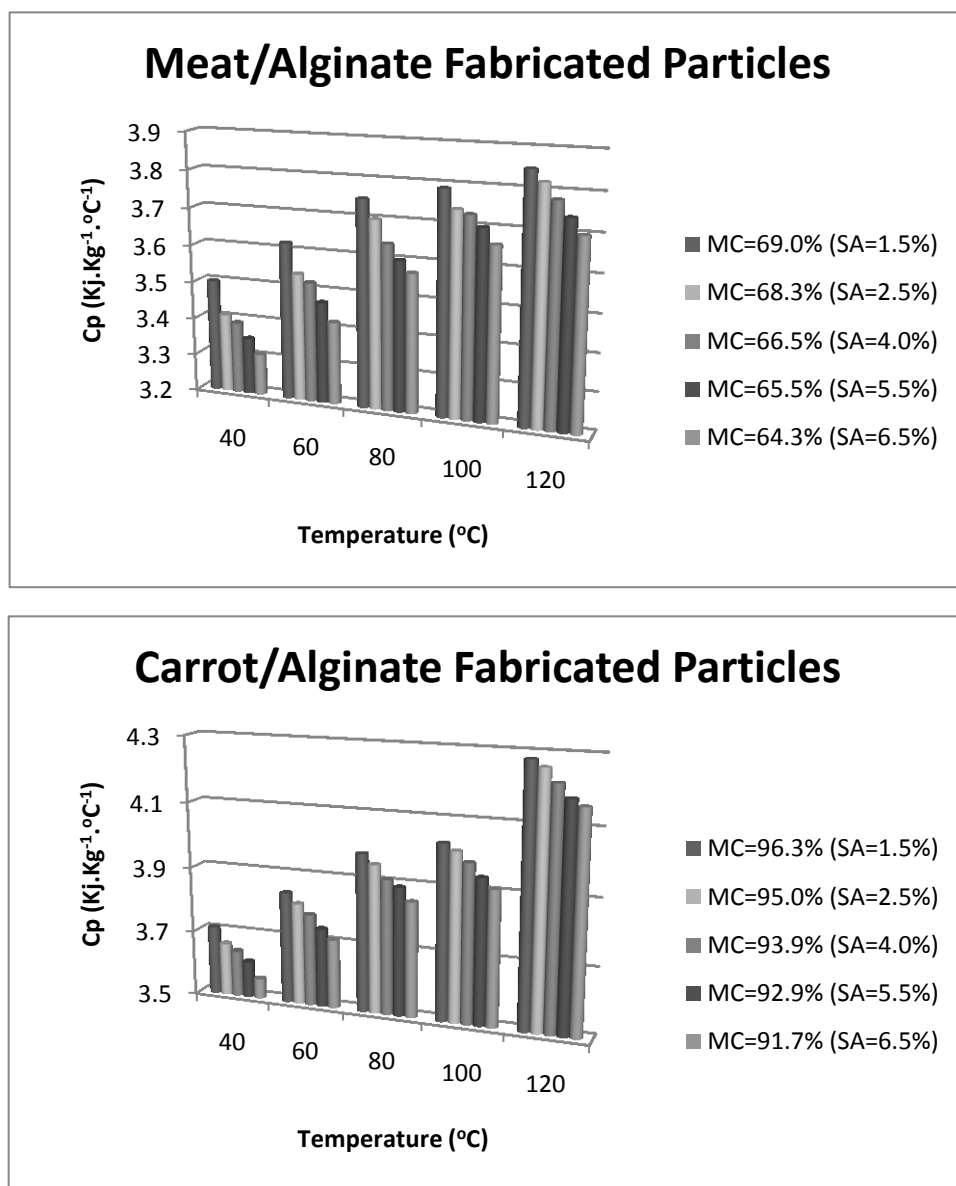 Meat/Alginate Fabricated Particles
3.9
3.8
3.7
3.6
3.5
3.4
3.3
3.2
Cp (Kj.Kg⁻¹.ºC⁻¹)
40
60
80
100
120
Temperature (ºC)
MC=69.0% (SA=1.5%)
MC=68.3% (SA=2.5%)
MC=66.5% (SA=4.0%)
MC=65.5% (SA=5.5%)
MC=64.3% (SA=6.5%)
Carrot/Alginate Fabricated Particles
4.3
4.1
3.9
3.7
3.5
Cp (Kj.Kg⁻¹.ºC⁻¹)
40
60
80
100
120
Temperature (ºC)
MC=96.3% (SA=1.5%)
MC=95.0% (SA=2.5%)
MC=93.9% (SA=4.0%)
MC=92.9% (SA=5.5%)
MC=91.7% (SA=6.5%)